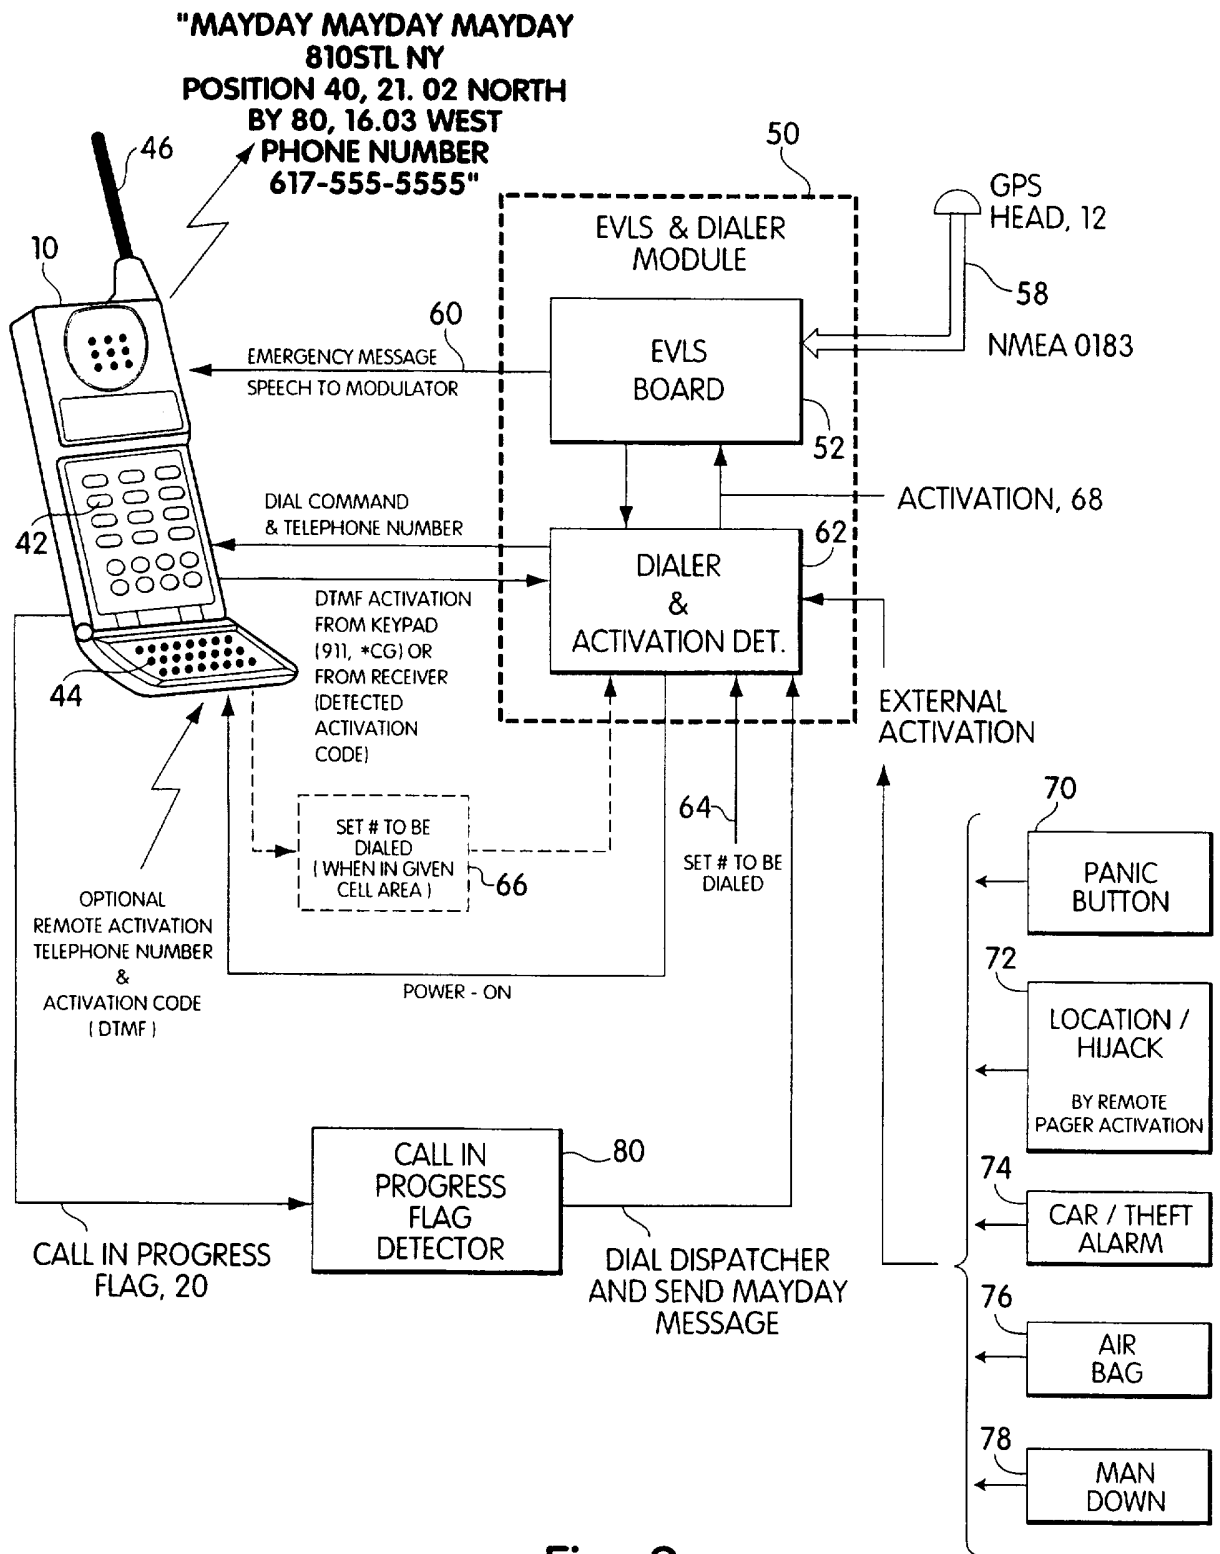 "MAYDAY MAYDAY MAYDAY
810STL NY
POSITION 40, 21. 02 NORTH
BY 80, 16.03 WEST
PHONE NUMBER
617-555-5555"
46
10
50
EVLS & DIALER
MODULE
GPS
HEAD, 12
58
NMEA 0183
60
EMERGENCY MESSAGE
SPEECH TO MODULATOR
EVLS
BOARD
52
ACTIVATION, 68
DIAL COMMAND
& TELEPHONE NUMBER
42
62
DIALER
&
ACTIVATION DET.
DTMF ACTIVATION
FROM KEYPAD
(911, *CG) OR
FROM RECEIVER
(DETECTED
ACTIVATION
CODE)
44
EXTERNAL
ACTIVATION
SET # TO BE
DIALED
( WHEN IN GIVEN
CELL AREA )
66
64
SET # TO BE
DIALED
OPTIONAL
REMOTE ACTIVATION
TELEPHONE NUMBER
&
ACTIVATION CODE
( DTMF )
POWER - ON
70
PANIC
BUTTON
72
LOCATION /
HIJACK
BY REMOTE
PAGER ACTIVATION
74
CAR / THEFT
ALARM
76
AIR
BAG
78
MAN
DOWN
CALL IN
PROGRESS
FLAG
DETECTOR
80
CALL IN PROGRESS
FLAG, 20
DIAL DISPATCHER
AND SEND MAYDAY
MESSAGE